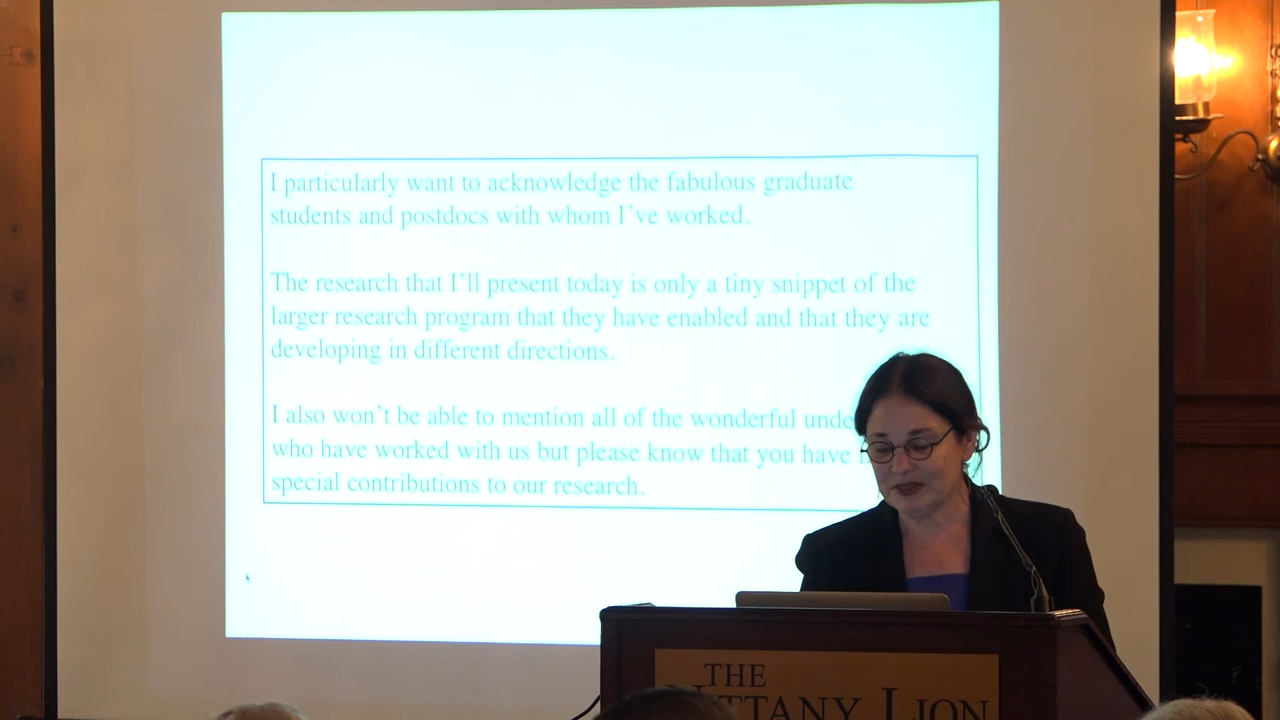 I particularly want to acknowledge the fabulous graduate
students and postdocs with whom I've worked.
The research that I'll present today is only a tiny snippet of the
larger research program that they have enabled and that they are
developing in different directions.
I also won't be able to mention all of the wonderful unde
who have worked with us but please know that you have
special contributions to our research.
THE
NITTANY LION